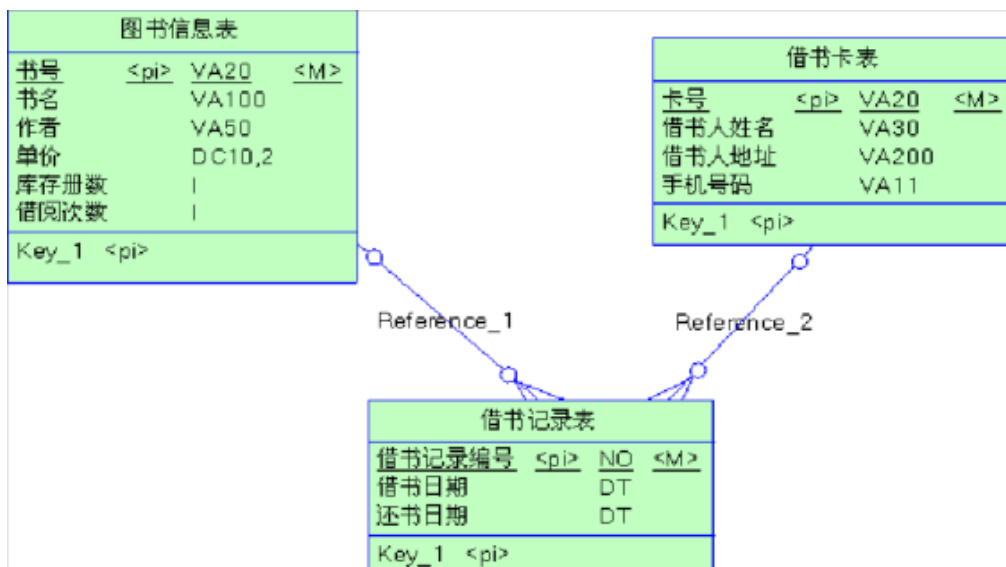 图书信息表
书号 <pi> VA20 <M>
书名 VA100
作者 VA50
单价 DC10,2
库存册数 I
借阅次数 I
Key_1 <pi>
借书卡表
卡号 <pi> VA20 <M>
借书人姓名 VA30
借书人地址 VA200
手机号码 VA11
Key_1 <pi>
Reference_1
Reference_2
借书记录表
借书记录编号 <pi> NO <M>
借书日期 DT
还书日期 DT
Key_1 <pi>